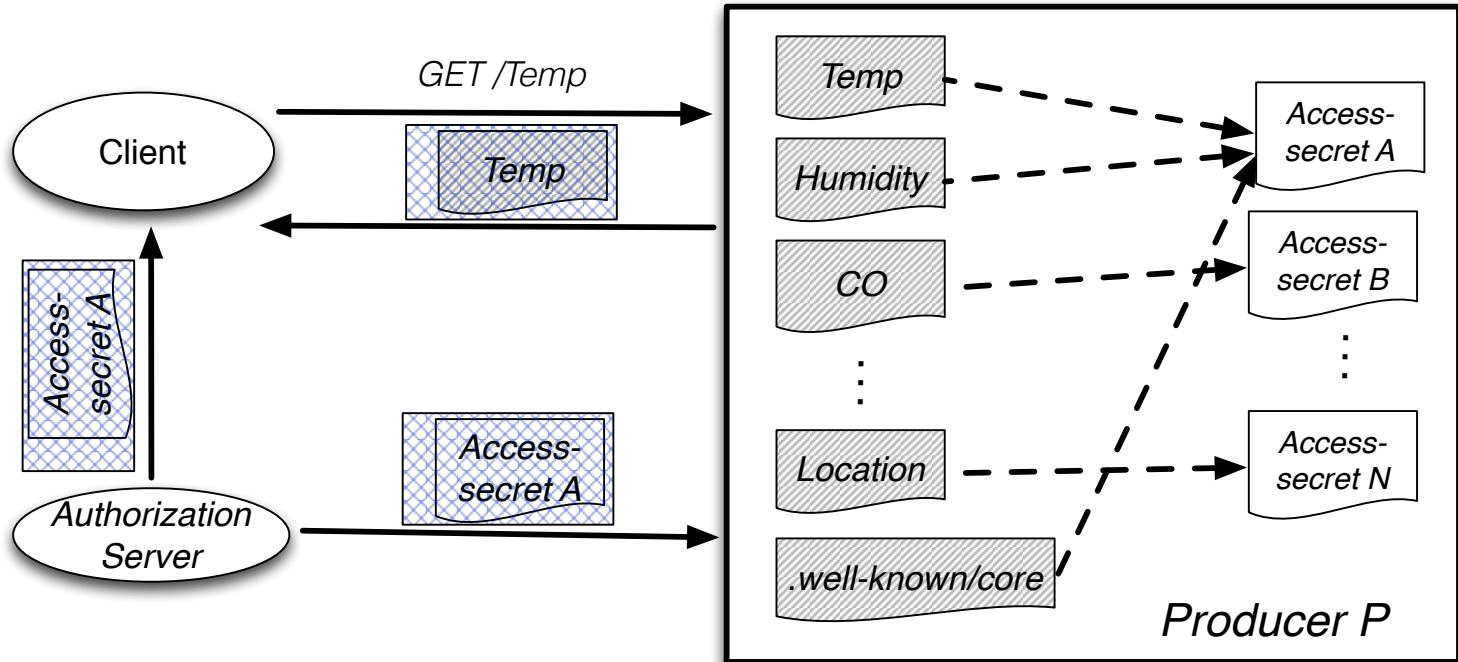 GET /Temp
Client
Temp
Access-
secret A
Authorization
Server
Access-
secret A
Temp
Humidity
CO
⋮
Location
.well-known/core
Access-
secret A
Access-
secret B
⋮
Access-
secret N
Producer P